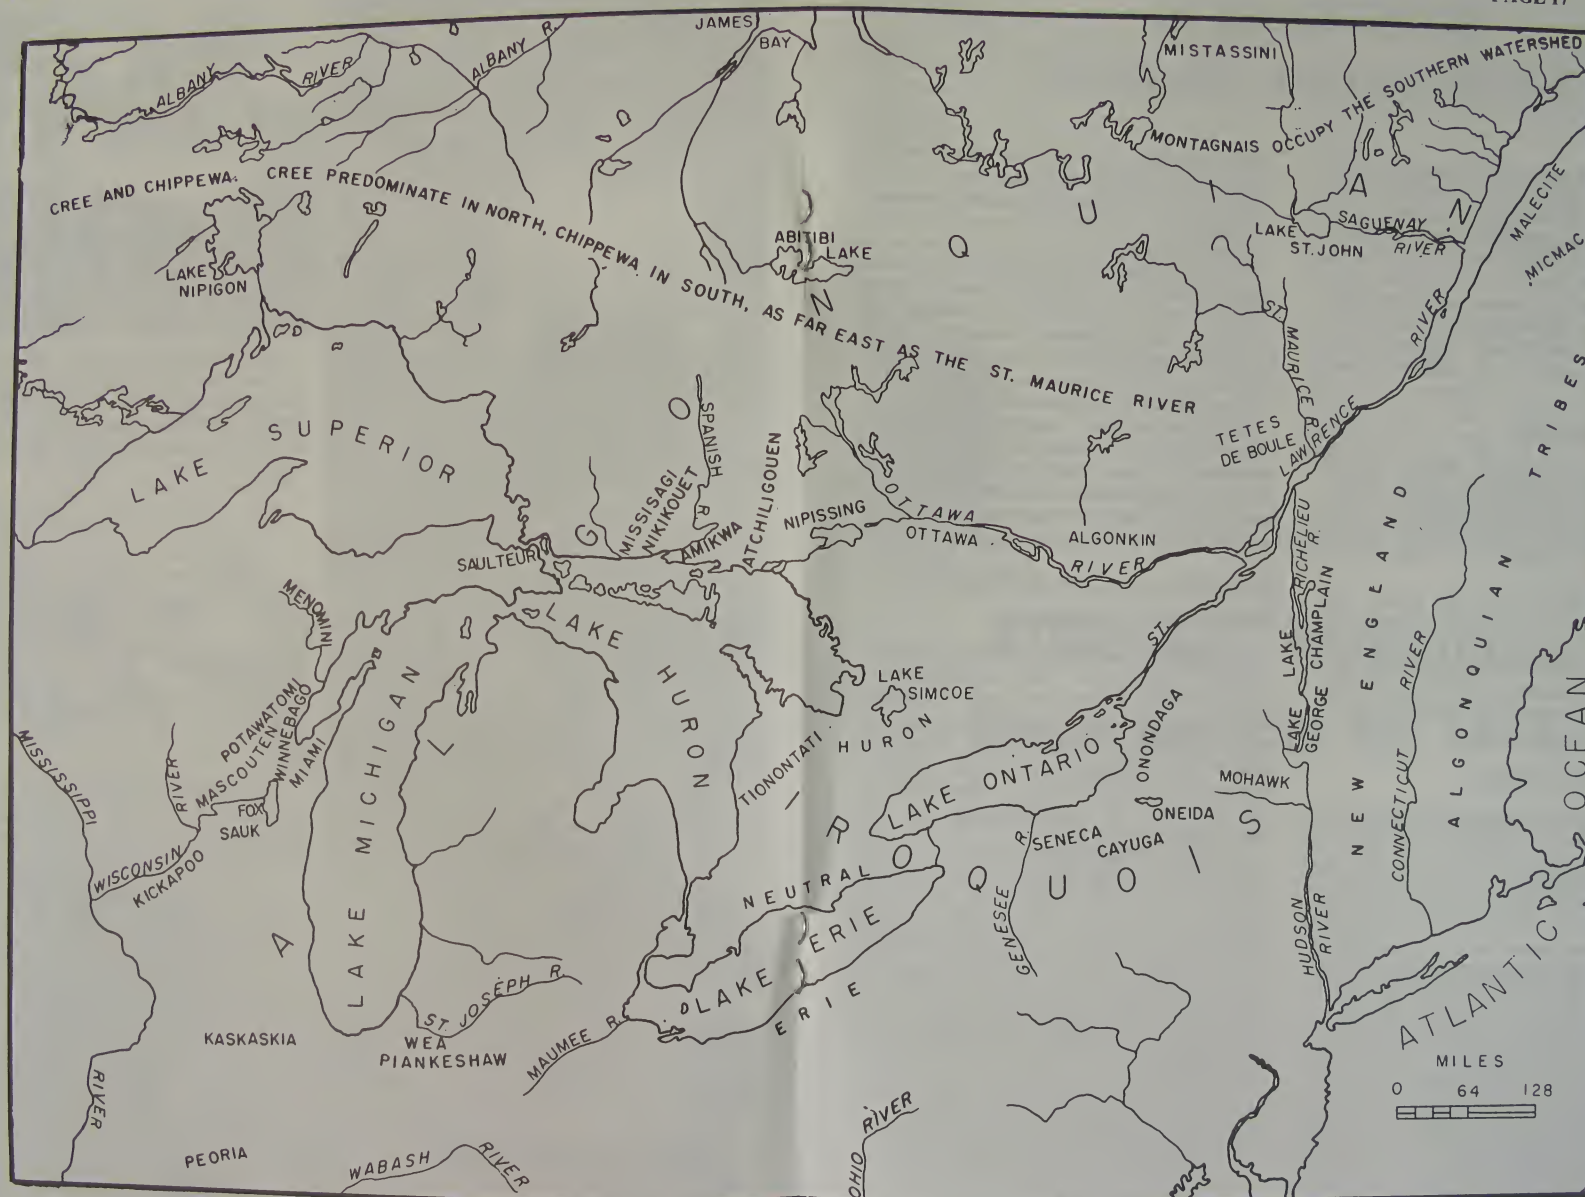 PAGE 17
JAMES
BAY
ALBANY RIVER
ALBANY R.
MISTASSINI
MONTAGNAIS OCCUPY THE SOUTHERN WATERSHED
CREE AND CHIPPEWA. CREE PREDOMINATE IN NORTH, CHIPPEWA IN SOUTH, AS FAR EAST AS THE ST. MAURICE RIVER
MALECITE
MICMAC
ABITIBI
LAKE
LAKE
ST. JOHN
SAGUENAY
RIVER
LAKE
NIPIGON
ALGONQUIAN
ST. MAURICE R.
TETES
DE BOULE
ST. LAWRENCE RIVER
LAKE SUPERIOR
SPANISH R.
MISSISAGI
NIKIKOUET
AMIKWA
ATCHILIGOUEN
NIPISSING
OTTAWA
OTTAWA
RIVER
ALGONKIN
SAULTEUR
RICHELIEU R.
LAKE CHAMPLAIN
LAKE GEORGE
NEW ENGLAND
ALGONQUIAN
TRIBES
CONNECTICUT RIVER
MENOMINI
LAKE HURON
LAKE
SIMCOE
HURON
TIONONTATI
POTAWATOMI
WINNEBAGO
MASCOUTEN
MIAMI
FOX
SAUK
RIVER
WISCONSIN
KICKAPOO
MISSISSIPPI
RIVER
LAKE MICHIGAN
LAKE ONTARIO
ONONDAGA
MOHAWK
ONEIDA
SENECA
CAYUGA
IROQUOIS
GENESEE R.
NEUTRAL
LAKE ERIE
ERIE
HUDSON
RIVER
ATLANTIC OCEAN
KASKASKIA
WEA
PIANKESHAW
ST. JOSEPH R.
MAUMEE R.
PEORIA
WABASH RIVER
OHIO RIVER
MILES
0 64 128